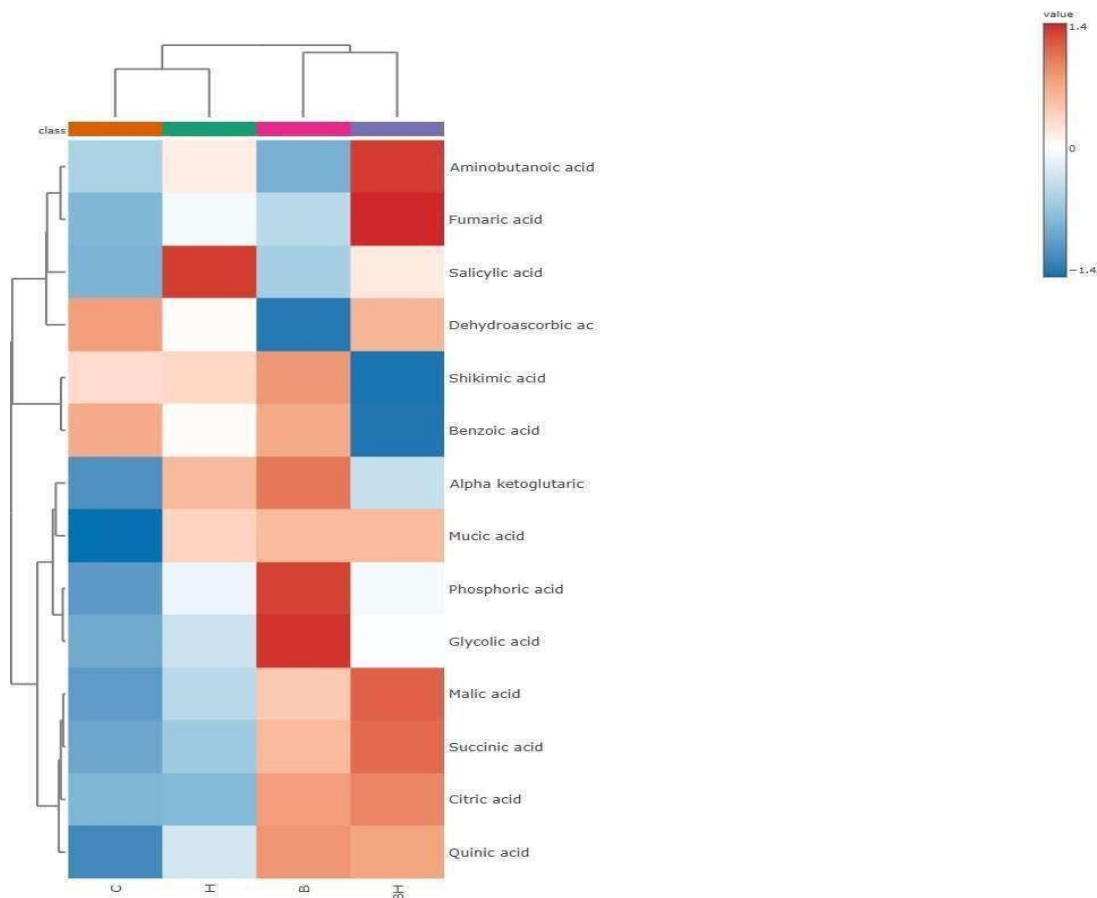 value
1.4
0
−1.4
class
Aminobutanoic acid
Fumaric acid
Salicylic acid
Dehydroascorbic ac
Shikimic acid
Benzoic acid
Alpha ketoglutaric
Mucic acid
Phosphoric acid
Glycolic acid
Malic acid
Succinic acid
Citric acid
Quinic acid
C
H
B